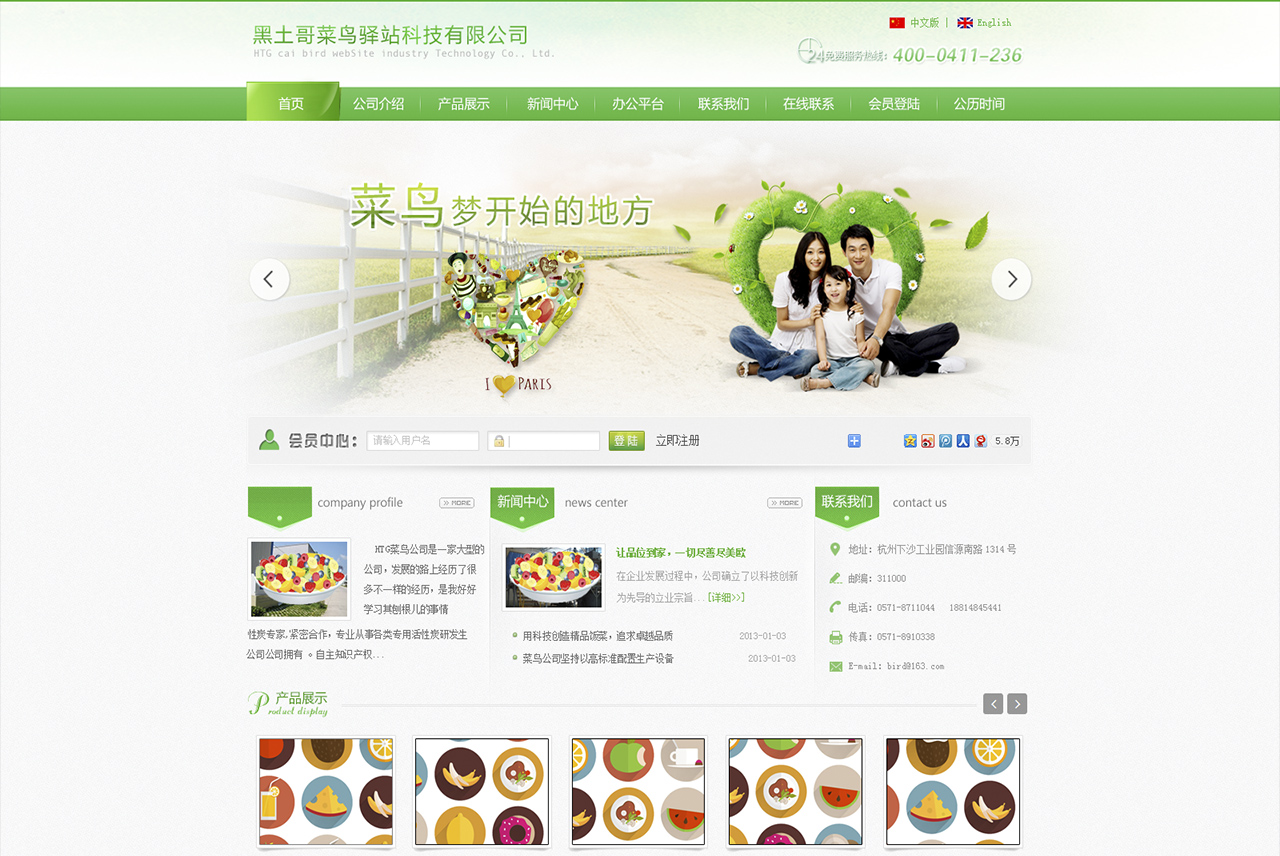 黑土哥菜鸟驿站科技有限公司
HTG cai bird webSite industry Technology Co., Ltd.
中文版 | English
24免费服务热线: 400-0411-236
首页 公司介绍 产品展示 新闻中心 办公平台 联系我们 在线联系 会员登陆 公历时间
菜鸟梦开始的地方
I PARIS
会员中心: 请输入用户名 登陆 立即注册 5.8万
company profile >> MORE
HTG菜鸟公司是一家大型的
公司，发展的路上经历了很
多不一样的经历，是我好好
学习其刨根儿的事情
性炭专家,紧密合作，专业从事各类专用活性炭研发生
公司公司拥有 。自主知识产权...
新闻中心 news center >> MORE
让品位到家，一切尽善尽美欧
在企业发展过程中，公司确立了以科技创新
为先导的立业宗旨...[详细>>]
用科技创造精品饭菜，追求卓越品质 2013-01-03
菜鸟公司坚持以高标准配置生产设备 2013-01-03
联系我们 contact us
地址: 杭州下沙工业园信源南路 1314 号
邮编: 311000
电话: 0571-8711044 18814845441
传真: 0571-8910338
E-mail: bird@163.com
产品展示
Product display